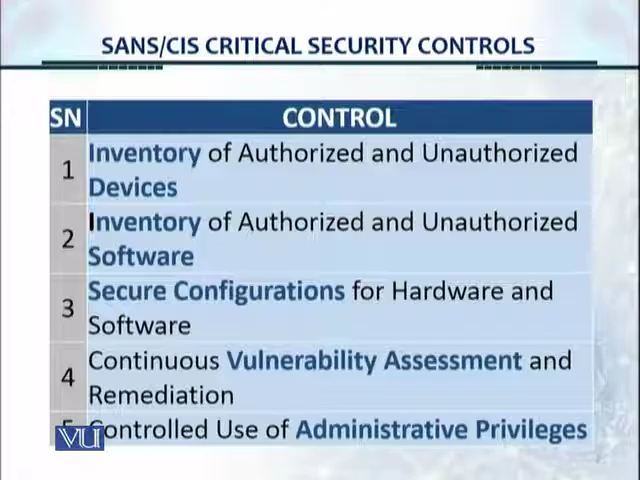 SANS/CIS CRITICAL SECURITY CONTROLS
SN CONTROL
1 Inventory of Authorized and Unauthorized
Devices
2 Inventory of Authorized and Unauthorized
Software
3 Secure Configurations for Hardware and
Software
4 Continuous Vulnerability Assessment and
Remediation
5 Controlled Use of Administrative Privileges
VU